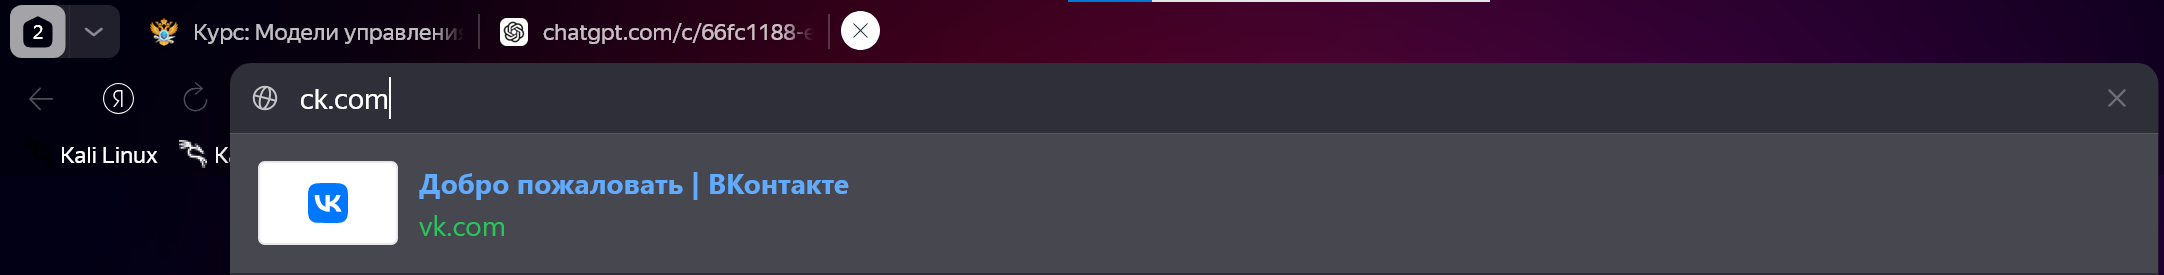 2
Курс: Модели управлени
chatgpt.com/c/66fc1188-e
Я
ck.com
Kali Linux
Добро пожаловать | ВКонтакте
vk.com